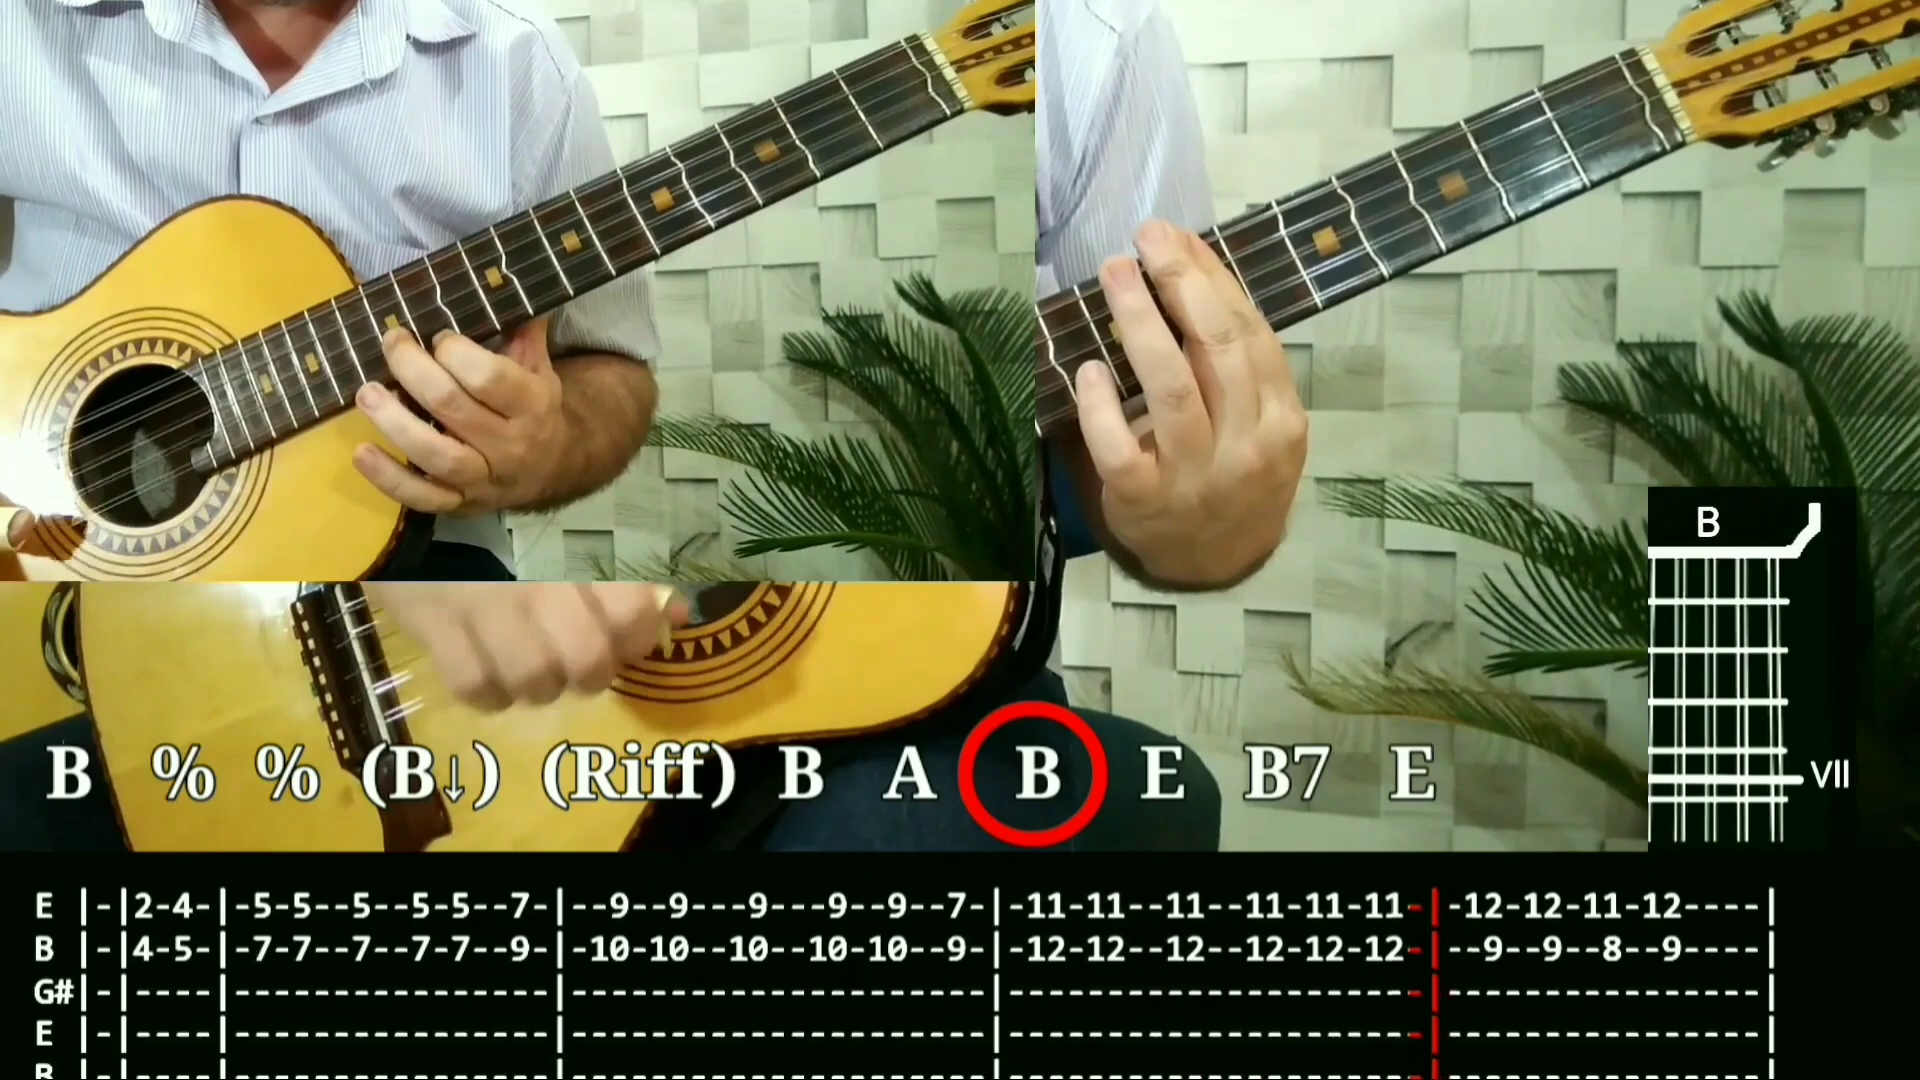 B
VII
B % % (B↓) (Riff) B A B E B7 E
E |-|2-4-|-5-5--5--5-5--7-|--9--9---9---9--9--7-|-11-11--11--11-11-11-|-12-12-11-12----|
B |-|4-5-|-7-7--7--7-7--9-|-10-10--10--10-10--9-|-12-12--12--12-12-12-|--9--9--8--9----|
G#|-|----|----------------|---------------------|---------------------|----------------|
E |-|----|----------------|---------------------|---------------------|----------------|
B